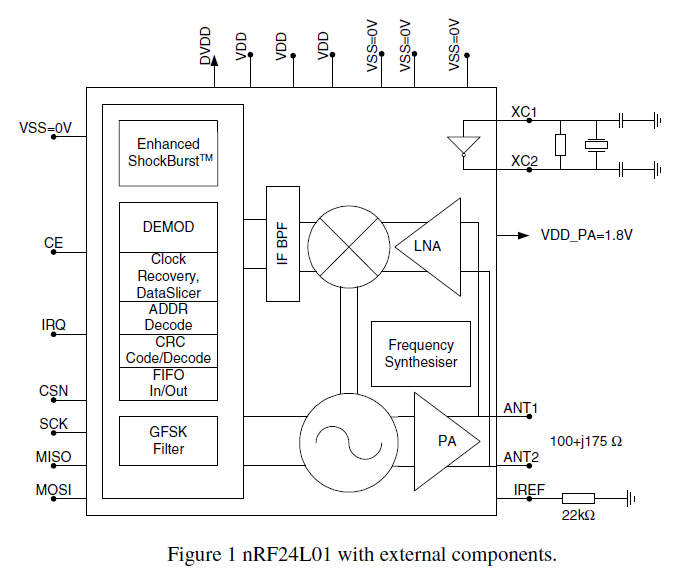 DVDD
VDD
VDD
VDD
VSS=0V
VSS=0V
VSS=0V
VSS=0V
CE
IRQ
CSN
SCK
MISO
MOSI
Enhanced
ShockBurst™
DEMOD
Clock
Recovery,
DataSlicer
ADDR
Decode
CRC
Code/Decode
FIFO
In/Out
GFSK
Filter
IF BPF
LNA
Frequency
Synthesiser
PA
XC1
XC2
VDD_PA=1.8V
ANT1
ANT2
100+j175 Ω
IREF
22kΩ
Figure 1 nRF24L01 with external components.